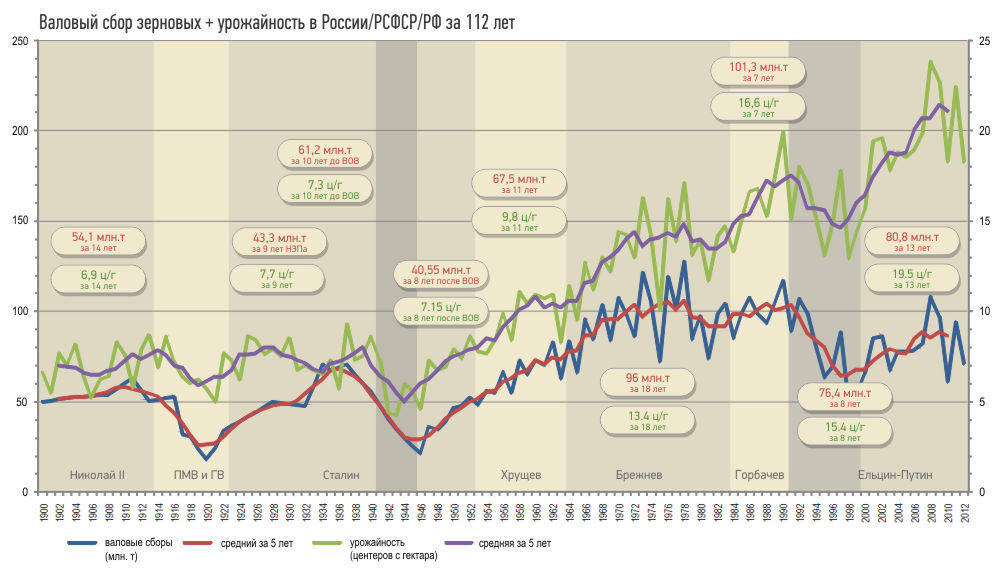 Валовый сбор зерновых + урожайность в России/РСФСР/РФ за 112 лет
250
200
150
100
50
0
25
20
15
10
5
0
54,1 млн.т
за 14 лет
6,9 ц/г
за 14 лет
61,2 млн.т
за 10 лет до ВОВ
7,3 ц/г
за 10 лет до ВОВ
43,3 млн.т
за 9 лет НЭПа
7,7 ц/г
за 9 лет
40,55 млн.т
за 8 лет после ВОВ
7.15 ц/г
за 8 лет после ВОВ
67,5 млн.т
за 11 лет
9,8 ц/г
за 11 лет
96 млн.т
за 18 лет
13.4 ц/г
за 18 лет
101,3 млн.т
за 7 лет
16,6 ц/г
за 7 лет
76,4 млн.т
за 8 лет
15.4 ц/г
за 8 лет
80,8 млн.т
за 13 лет
19.5 ц/г
за 13 лет
Николай II
ПМВ и ГВ
Сталин
Хрущев
Брежнев
Горбачев
Ельцин-Путин
1900 1902 1904 1906 1908 1910 1912 1914 1916 1918 1920 1922 1924 1926 1928 1930 1932 1934 1936 1938 1940 1942 1944 1946 1948 1950 1952 1954 1956 1958 1960 1962 1964 1966 1968 1970 1972 1974 1976 1978 1980 1982 1984 1986 1988 1990 1992 1994 1996 1998 2000 2002 2004 2006 2008 2010 2012
валовые сборы
(млн. т)
средний за 5 лет
урожайность
(центеров с гектара)
средняя за 5 лет